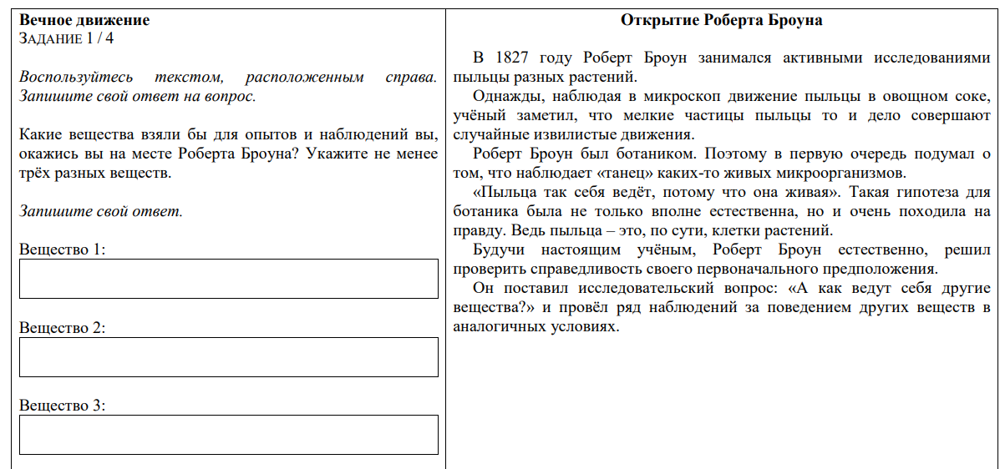 Вечное движение
ЗАДАНИЕ 1 / 4
Воспользуйтесь текстом, расположенным справа.
Запишите свой ответ на вопрос.
Какие вещества взяли бы для опытов и наблюдений вы,
окажись вы на месте Роберта Броуна? Укажите не менее
трёх разных веществ.
Запишите свой ответ.
Вещество 1:
Вещество 2:
Вещество 3:
Открытие Роберта Броуна
В 1827 году Роберт Броун занимался активными исследованиями
пыльцы разных растений.
Однажды, наблюдая в микроскоп движение пыльцы в овощном соке,
учёный заметил, что мелкие частицы пыльцы то и дело совершают
случайные извилистые движения.
Роберт Броун был ботаником. Поэтому в первую очередь подумал о
том, что наблюдает «танец» каких-то живых микроорганизмов.
«Пыльца так себя ведёт, потому что она живая». Такая гипотеза для
ботаника была не только вполне естественна, но и очень походила на
правду. Ведь пыльца – это, по сути, клетки растений.
Будучи настоящим учёным, Роберт Броун естественно, решил
проверить справедливость своего первоначального предположения.
Он поставил исследовательский вопрос: «А как ведут себя другие
вещества?» и провёл ряд наблюдений за поведением других веществ в
аналогичных условиях.